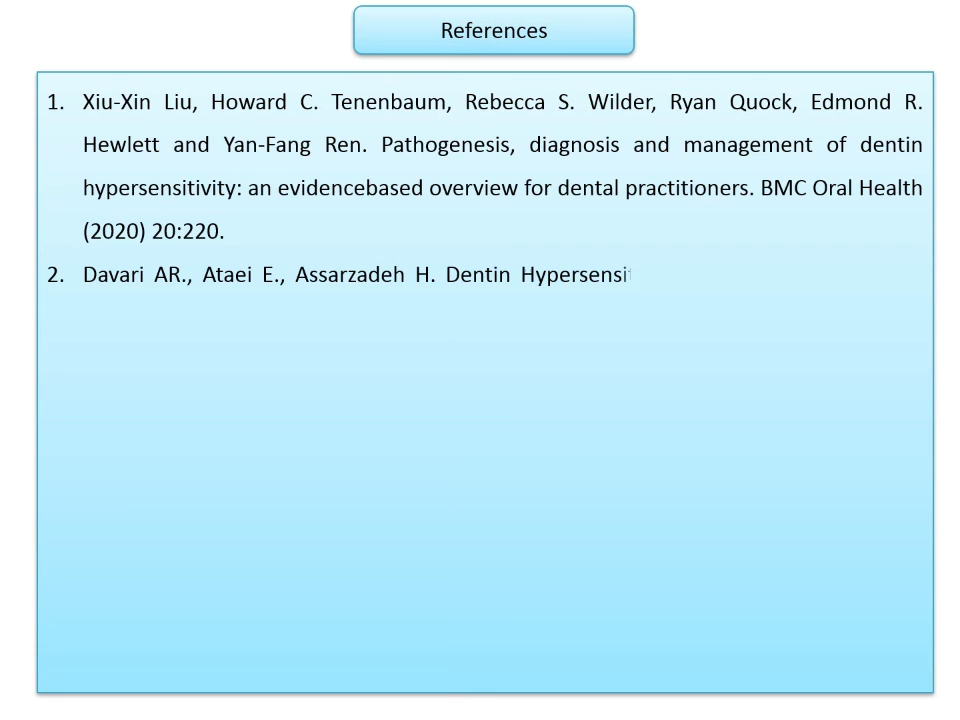 References
1. Xiu-Xin Liu, Howard C. Tenenbaum, Rebecca S. Wilder, Ryan Quock, Edmond R.
Hewlett and Yan-Fang Ren. Pathogenesis, diagnosis and management of dentin
hypersensitivity: an evidencebased overview for dental practitioners. BMC Oral Health
(2020) 20:220.
2. Davari AR., Ataei E., Assarzadeh H. Dentin